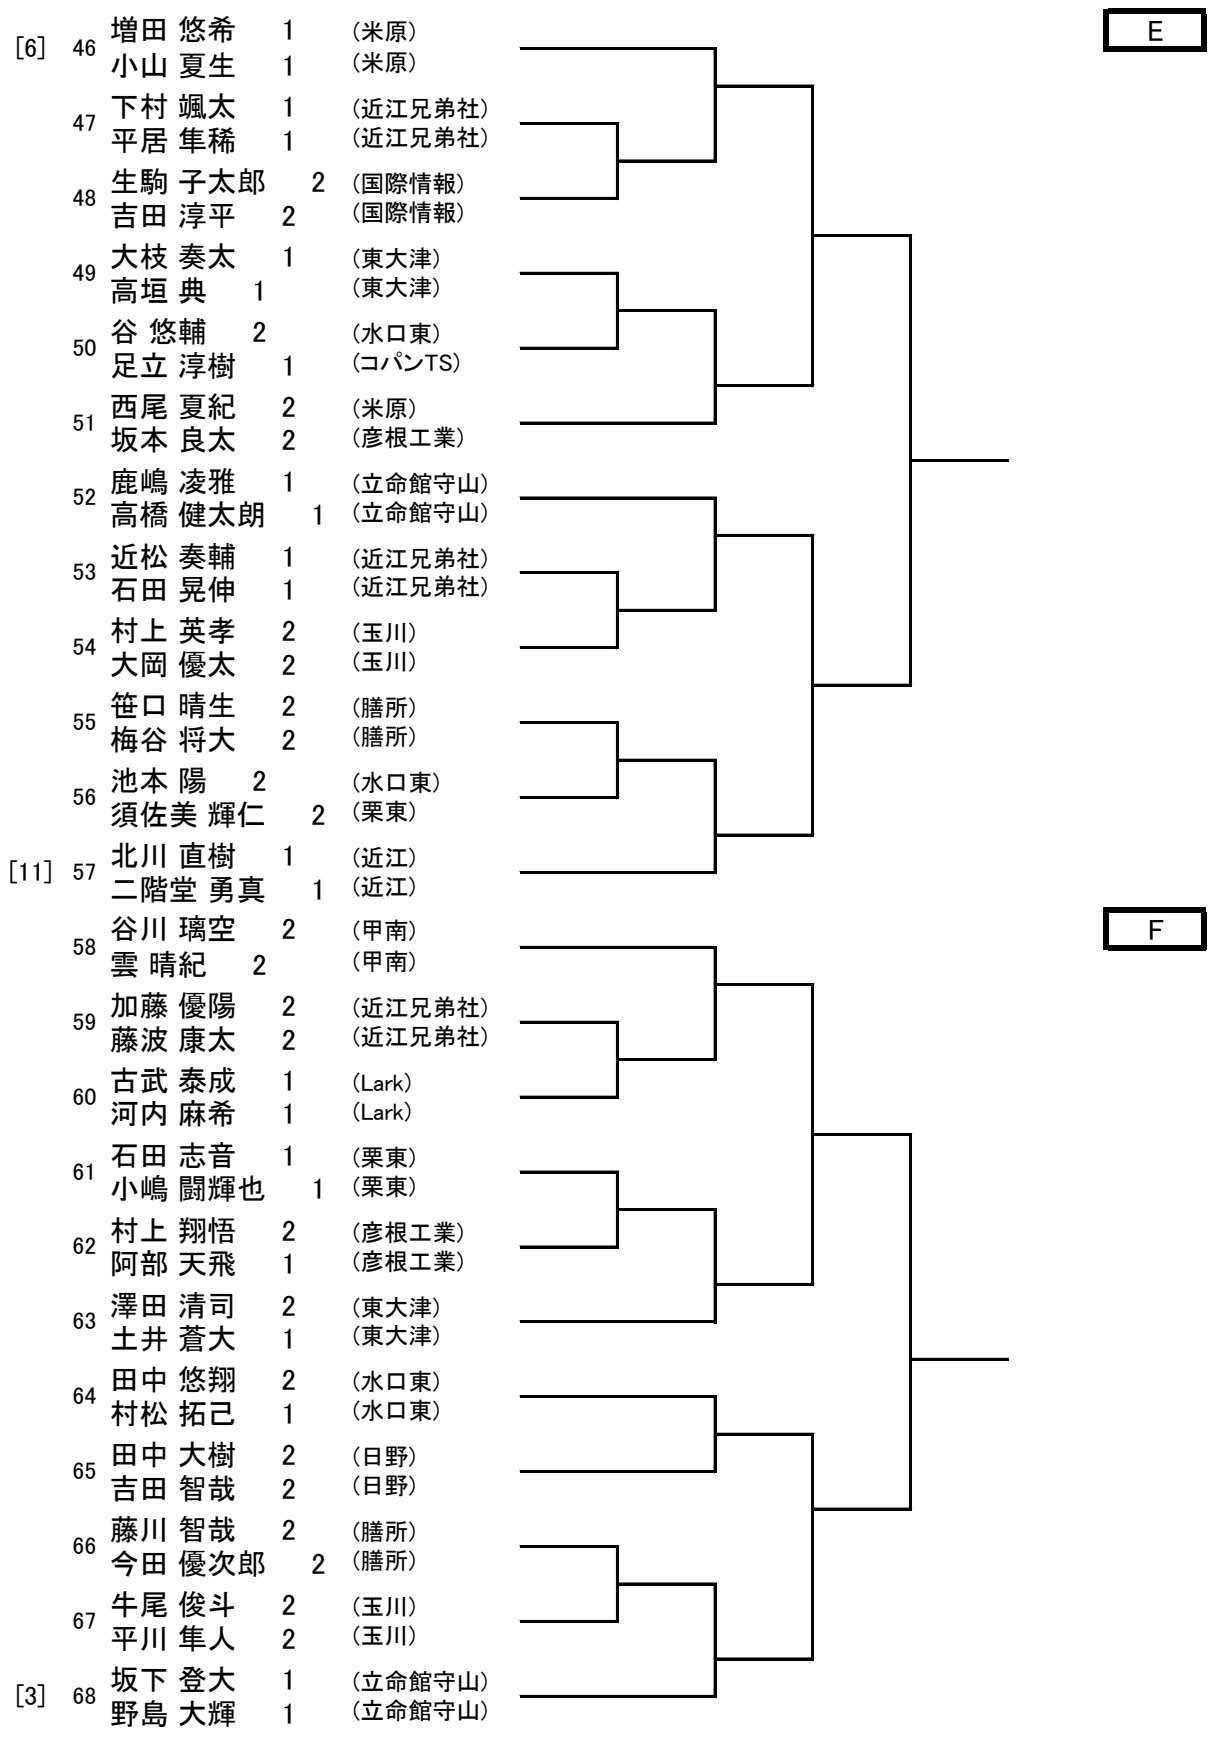 E
増田 悠希 1 (米原)
[6] 46
小山 夏生 1 (米原)
下村 颯太 1 (近江兄弟社)
47
平居 隼稀 1 (近江兄弟社)
生駒 子太郎 2 (国際情報)
48
吉田 淳平 2 (国際情報)
大枝 奏太 1 (東大津)
49
高垣 典 1 (東大津)
谷 悠輔 2 (水口東)
50
足立 淳樹 1 (コパンTS)
西尾 夏紀 2 (米原)
51
坂本 良太 2 (彦根工業)
鹿嶋 凌雅 1 (立命館守山)
52
高橋 健太朗 1 (立命館守山)
近松 奏輔 1 (近江兄弟社)
53
石田 晃伸 1 (近江兄弟社)
村上 英孝 2 (玉川)
54
大岡 優太 2 (玉川)
笹口 晴生 2 (膳所)
55
梅谷 将大 2 (膳所)
池本 陽 2 (水口東)
56
須佐美 輝仁 2 (栗東)
北川 直樹 1 (近江)
[11] 57
二階堂 勇真 1 (近江)
F
谷川 璃空 2 (甲南)
58
雲 晴紀 2 (甲南)
加藤 優陽 2 (近江兄弟社)
59
藤波 康太 2 (近江兄弟社)
古武 泰成 1 (Lark)
60
河内 麻希 1 (Lark)
石田 志音 1 (栗東)
61
小嶋 闘輝也 1 (栗東)
村上 翔悟 2 (彦根工業)
62
阿部 天飛 1 (彦根工業)
澤田 清司 2 (東大津)
63
土井 蒼大 1 (東大津)
田中 悠翔 2 (水口東)
64
村松 拓己 1 (水口東)
田中 大樹 2 (日野)
65
吉田 智哉 2 (日野)
藤川 智哉 2 (膳所)
66
今田 優次郎 2 (膳所)
牛尾 俊斗 2 (玉川)
67
平川 隼人 2 (玉川)
坂下 登大 1 (立命館守山)
[3] 68
野島 大輝 1 (立命館守山)